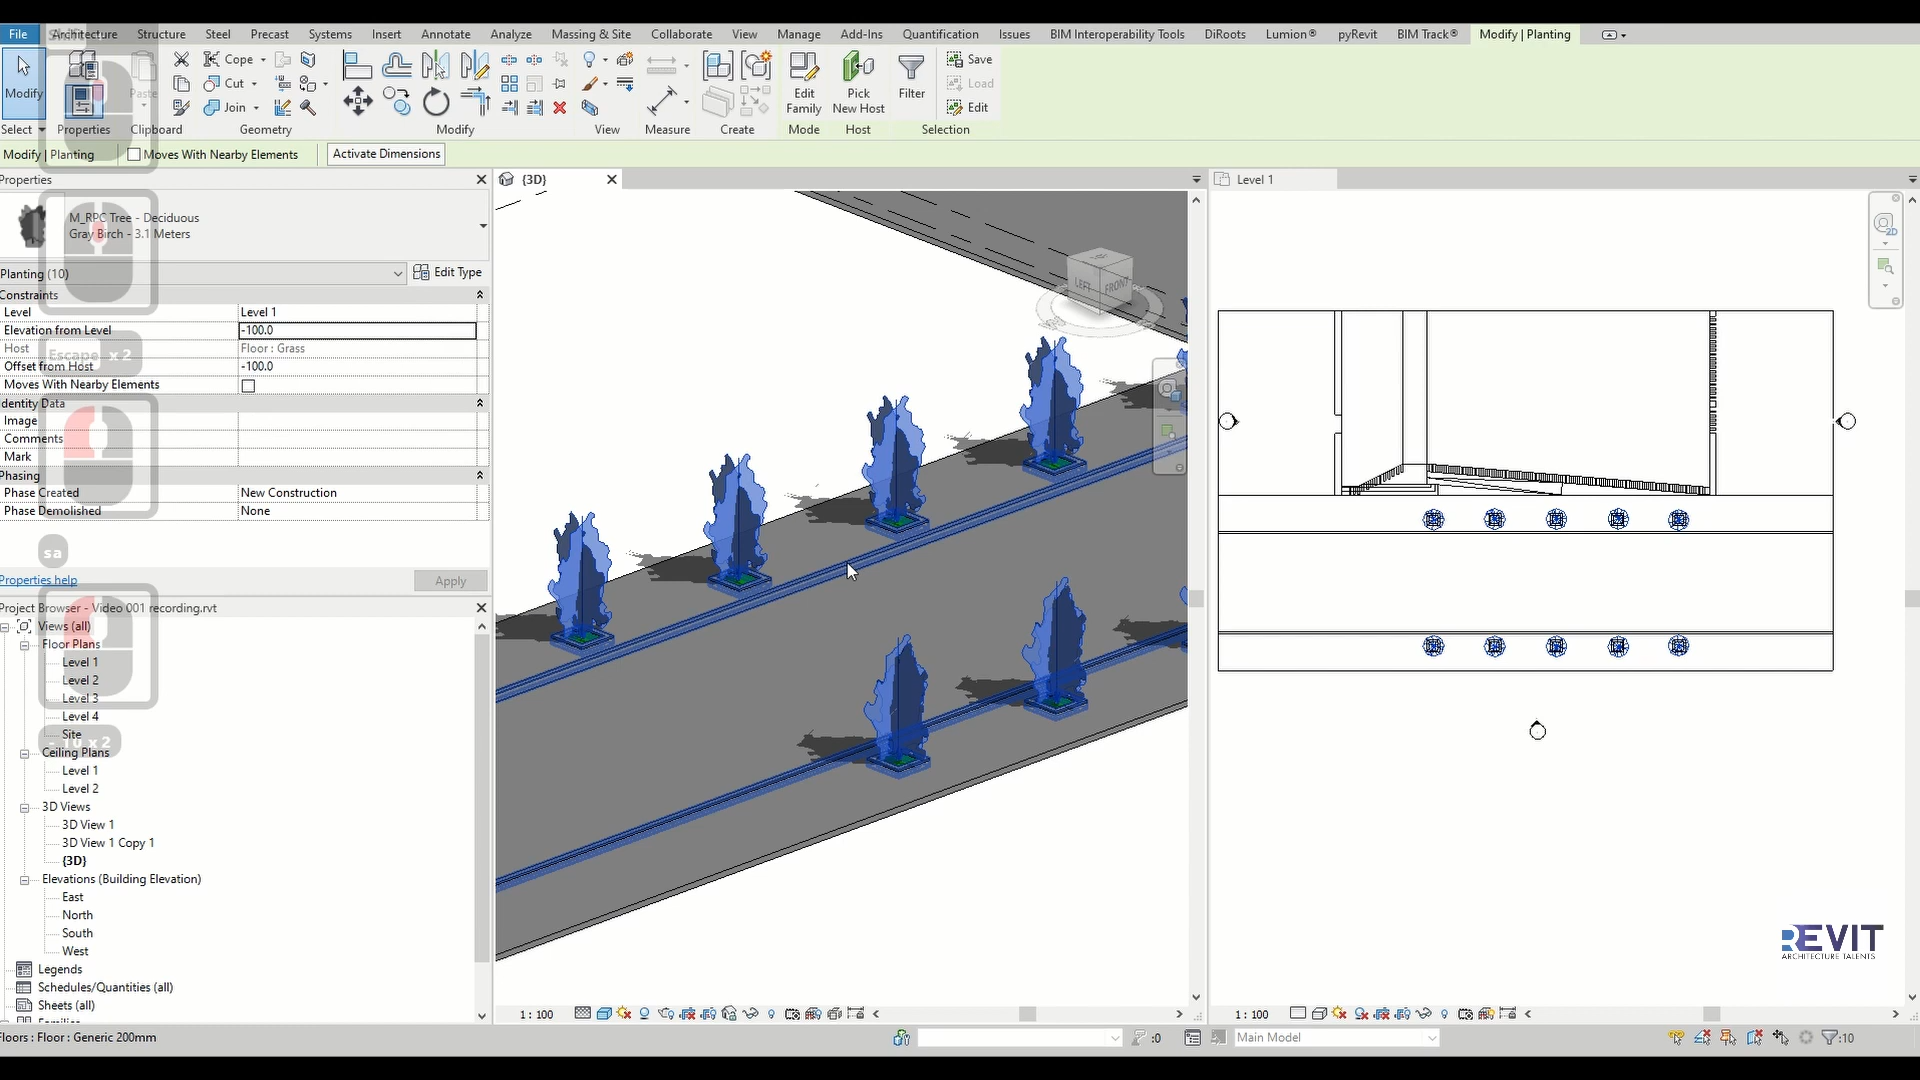 File Architecture Structure Steel Precast Systems Insert Annotate Analyze Massing & Site Collaborate View Manage Add-Ins Quantification Issues BIM Interoperability Tools DiRoots Lumion® pyRevit BIM Track® Modify | Planting
Modify
Paste
Cope
Cut
Join
Edit
Family
Pick
New Host
Filter
Save
Load
Edit
Select Properties Clipboard Geometry Modify View Measure Create Mode Host Selection
Modify | Planting Moves With Nearby Elements Activate Dimensions
Properties
M_RPC Tree - Deciduous
Gray Birch - 3.1 Meters
Planting (10) Edit Type
Constraints
Level Level 1
Elevation from Level -100.0
Host Floor : Grass
Escape x 2
Offset from Host -100.0
Moves With Nearby Elements
Identity Data
Image
Comments
Mark
Phasing
Phase Created New Construction
Phase Demolished None
sa
Properties help Apply
Project Browser - Video 001 recording.rvt
Views (all)
Floor Plans
Level 1
Level 2
Level 3
Level 4
Site
Ceiling Plans
Level 1
Level 2
3D Views
3D View 1
3D View 1 Copy 1
{3D}
Elevations (Building Elevation)
East
North
South
West
Legends
Schedules/Quantities (all)
Sheets (all)
{3D}
LEFT FRONT
1 : 100
Level 1
2D
REVIT
ARCHITECTURE TALENTS
1 : 100
Floors : Floor : Generic 200mm :0 Main Model :10